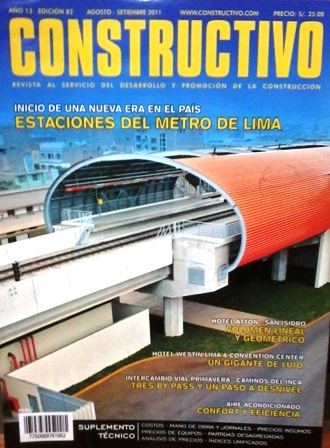 AÑO 13 EDICIÓN 82 AGOSTO - SETIEMBRE 2011 WWW.CONSTRUCTIVO.COM PRECIO: S/. 25.00
CONSTRUCTIVO
REVISTA AL SERVICIO DEL DESARROLLO Y PROMOCIÓN DE LA CONSTRUCCIÓN
INICIO DE UNA NUEVA ERA EN EL PAÍS
ESTACIONES DEL METRO DE LIMA
HOTEL ATTON - SAN ISIDRO
VOLUMEN LINEAL
Y GEOMÉTRICO
HOTEL WESTIN LIMA & CONVENTION CENTER
UN GIGANTE DE LUJO
INTERCAMBIO VIAL PRIMAVERA - CAMINOS DEL INCA
TRES BY PASS Y UN PASO A DESNIVEL
AIRE ACONDICIONADO
CONFORT Y EFICIENCIA
SUPLEMENTO
TÉCNICO
COSTOS - MANO DE OBRA Y JORNALES - PRECIOS INSUMOS
PRECIOS DE EQUIPOS - PARTIDAS DESAGREGADAS
ANÁLISIS DE PRECIOS - ÍNDICES UNIFICADOS